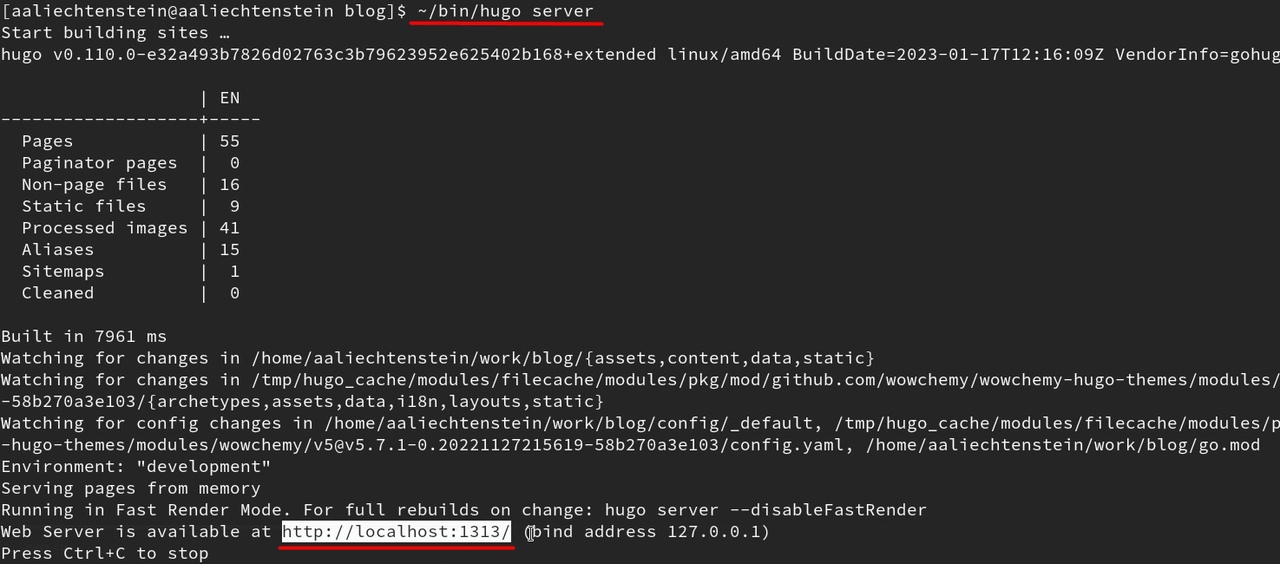 [aaliechtenstein@aaliechtenstein blog]$ ~/bin/hugo server
Start building sites …
hugo v0.110.0-e32a493b7826d02763c3b79623952e625402b168+extended linux/amd64 BuildDate=2023-01-17T12:16:09Z VendorInfo=gohug
| EN
-------------------+-----
Pages | 55
Paginator pages | 0
Non-page files | 16
Static files | 9
Processed images | 41
Aliases | 15
Sitemaps | 1
Cleaned | 0
Built in 7961 ms
Watching for changes in /home/aaliechtenstein/work/blog/{assets,content,data,static}
Watching for changes in /tmp/hugo_cache/modules/filecache/modules/pkg/mod/github.com/wowchemy/wowchemy-hugo-themes/modules/
-58b270a3e103/{archetypes,assets,data,i18n,layouts,static}
Watching for config changes in /home/aaliechtenstein/work/blog/config/_default, /tmp/hugo_cache/modules/filecache/modules/p
-hugo-themes/modules/wowchemy/v5@v5.7.1-0.20221127215619-58b270a3e103/config.yaml, /home/aaliechtenstein/work/blog/go.mod
Environment: "development"
Serving pages from memory
Running in Fast Render Mode. For full rebuilds on change: hugo server --disableFastRender
Web Server is available at http://localhost:1313/ (bind address 127.0.0.1)
Press Ctrl+C to stop